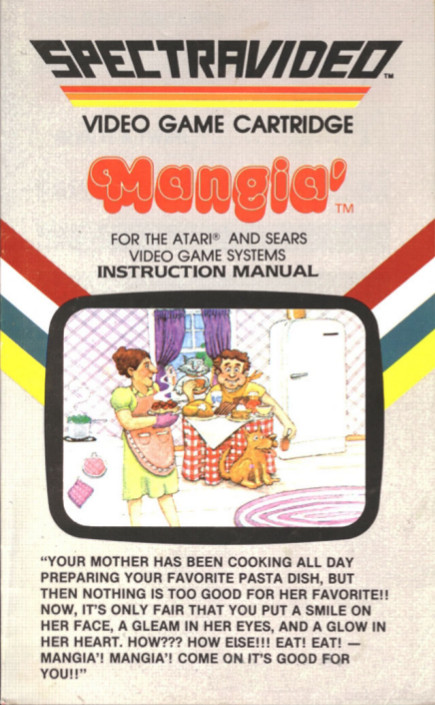 SPECTRAVIDEO™
VIDEO GAME CARTRIDGE
Mangia'™
FOR THE ATARI® AND SEARS
VIDEO GAME SYSTEMS
INSTRUCTION MANUAL
"YOUR MOTHER HAS BEEN COOKING ALL DAY
PREPARING YOUR FAVORITE PASTA DISH, BUT
THEN NOTHING IS TOO GOOD FOR HER FAVORITE!!
NOW, IT'S ONLY FAIR THAT YOU PUT A SMILE ON
HER FACE, A GLEAM IN HER EYES, AND A GLOW IN
HER HEART. HOW??? HOW ELSE!!! EAT! EAT! —
MANGIA'! MANGIA'! COME ON IT'S GOOD FOR
YOU!!"